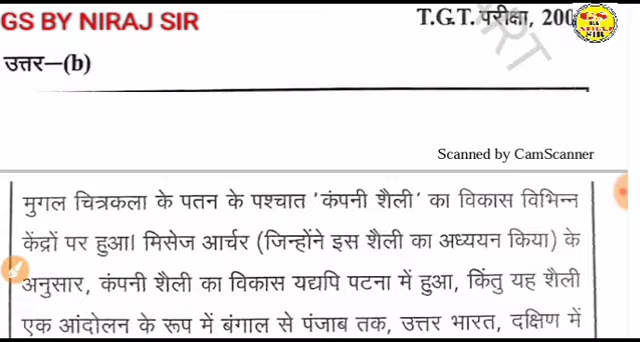 GS BY NIRAJ SIR
T.G.T. परीक्षा, 200
उत्तर—(b)
Scanned by CamScanner
मुगल चित्रकला के पतन के पश्चात 'कंपनी शैली' का विकास विभिन्न
केंद्रों पर हुआ। मिसेज आर्चर (जिन्होंने इस शैली का अध्ययन किया) के
अनुसार, कंपनी शैली का विकास यद्यपि पटना में हुआ, किंतु यह शैली
एक आंदोलन के रूप में बंगाल से पंजाब तक, उत्तर भारत, दक्षिण में